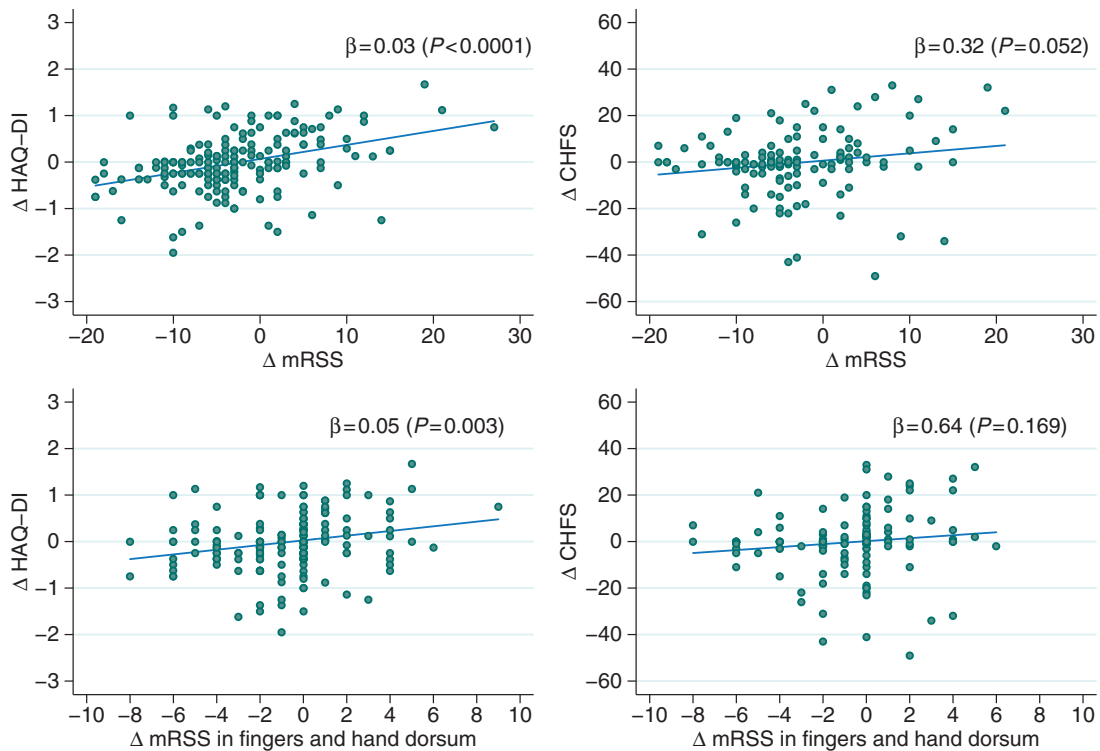 3
β=0.03 (P<0.0001)
2
1
0
−1
−2
−3
Δ HAQ−DI
−20 −10 0 10 20 30
Δ mRSS
60
β=0.32 (P=0.052)
40
20
0
−20
−40
−60
Δ CHFS
−20 −10 0 10 20 30
Δ mRSS
3
β=0.05 (P=0.003)
2
1
0
−1
−2
−3
Δ HAQ−DI
−10 −8 −6 −4 −2 0 2 4 6 8 10
Δ mRSS in fingers and hand dorsum
60
β=0.64 (P=0.169)
40
20
0
−20
−40
−60
Δ CHFS
−10 −8 −6 −4 −2 0 2 4 6 8 10
Δ mRSS in fingers and hand dorsum